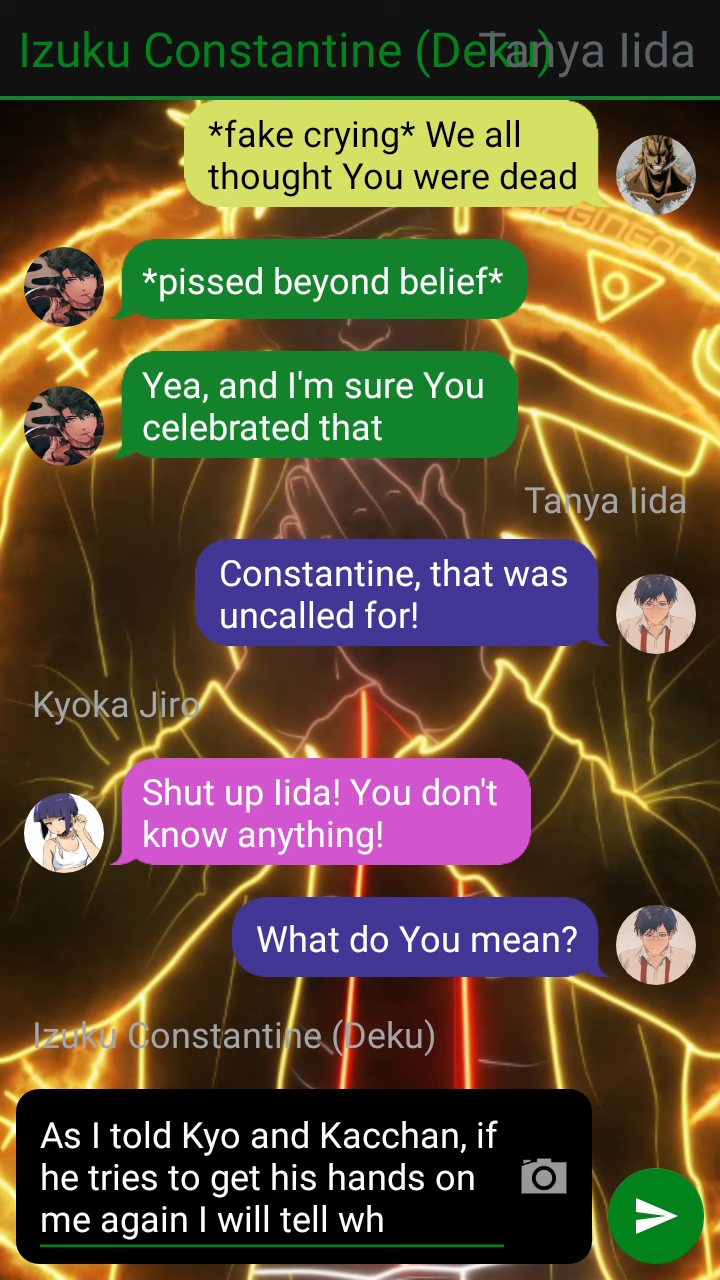 Izuku Constantine (Deku) Tanya Iida
*fake crying* We all
thought You were dead
*pissed beyond belief*
Yea, and I'm sure You
celebrated that
Tanya Iida
Constantine, that was
uncalled for!
Kyoka Jiro
Shut up Iida! You don't
know anything!
What do You mean?
Izuku Constantine (Deku)
As I told Kyo and Kacchan, if
he tries to get his hands on
me again I will tell wh